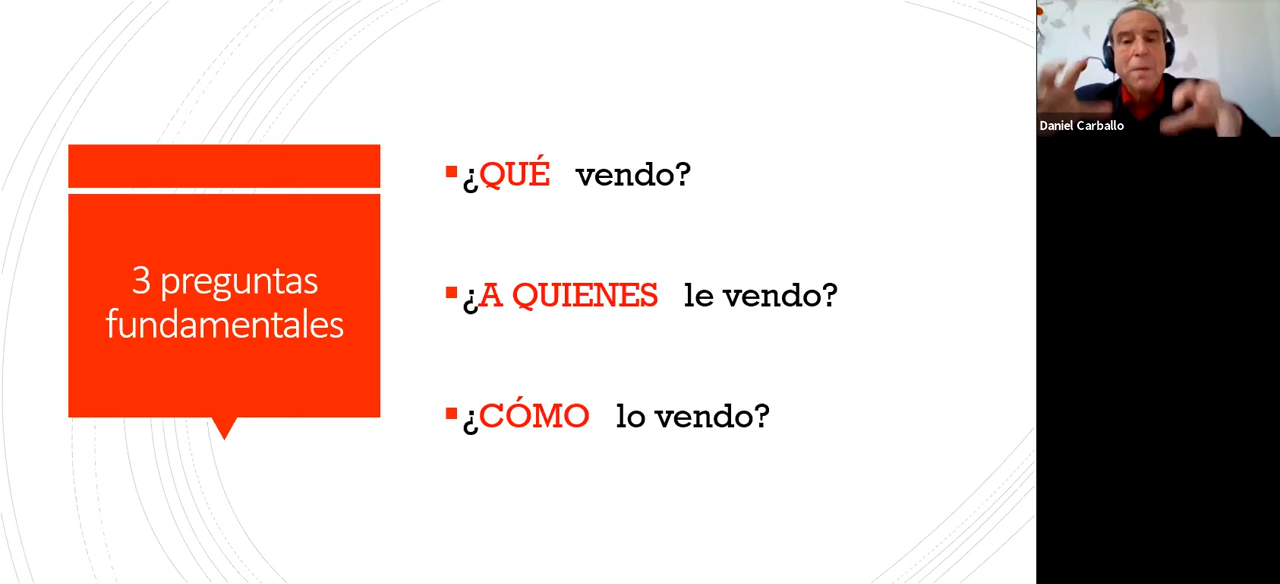 3 preguntas
fundamentales
¿QUÉ vendo?
¿A QUIENES le vendo?
¿CÓMO lo vendo?
Daniel Carballo